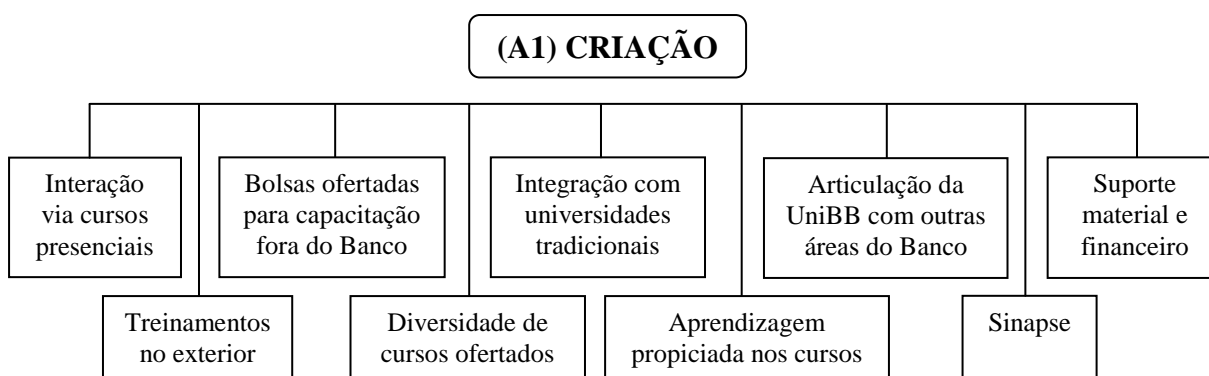 (A1) CRIAÇÃO
Interação
via cursos
presenciais
Bolsas ofertadas
para capacitação
fora do Banco
Integração com
universidades
tradicionais
Articulação da
UniBB com outras
áreas do Banco
Suporte
material e
financeiro
Treinamentos
no exterior
Diversidade de
cursos ofertados
Aprendizagem
propiciada nos cursos
Sinapse